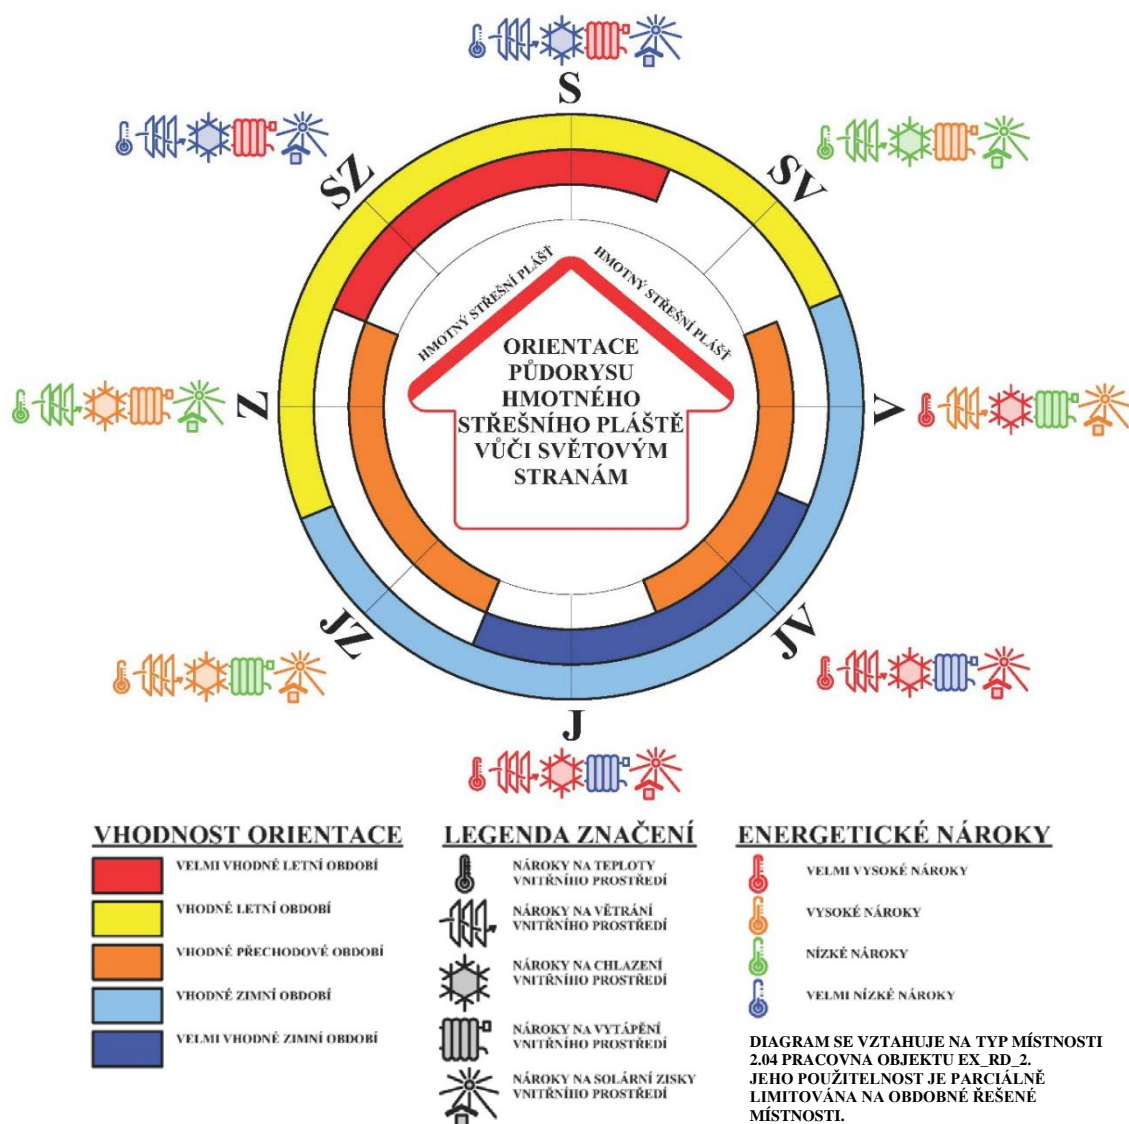 S
SZ
SV
HMOTNÝ STŘEŠNÍ PLÁŠŤ
HMOTNÝ STŘEŠNÍ PLÁŠŤ
ORIENTACE
PŮDORYSU
HMOTNÉHO
STŘEŠNÍHO PLÁŠTĚ
VŮČI SVĚTOVÝM
STRANÁM
Z
V
JZ
JV
J
VHODNOST ORIENTACE
VELMI VHODNÉ LETNÍ OBDOBÍ
VHODNÉ LETNÍ OBDOBÍ
VHODNÉ PŘECHODOVÉ OBDOBÍ
VHODNÉ ZIMNÍ OBDOBÍ
VELMI VHODNÉ ZIMNÍ OBDOBÍ
LEGENDA ZNAČENÍ
NÁROKY NA TEPLOTY
VNITŘNÍHO PROSTŘEDÍ
NÁROKY NA VĚTRÁNÍ
VNITŘNÍHO PROSTŘEDÍ
NÁROKY NA CHLAZENÍ
VNITŘNÍHO PROSTŘEDÍ
NÁROKY NA VYTÁPĚNÍ
VNITŘNÍHO PROSTŘEDÍ
NÁROKY NA SOLÁRNÍ ZISKY
VNITŘNÍHO PROSTŘEDÍ
ENERGETICKÉ NÁROKY
VELMI VYSOKÉ NÁROKY
VYSOKÉ NÁROKY
NÍZKÉ NÁROKY
VELMI NÍZKÉ NÁROKY
DIAGRAM SE VZTAHUJE NA TYP MÍSTNOSTI
2.04 PRACOVNA OBJEKTU EX_RD_2.
JEHO POUŽITELNOST JE PARCIÁLNĚ
LIMITOVÁNA NA OBDOBNÉ ŘEŠENÉ
MÍSTNOSTI.